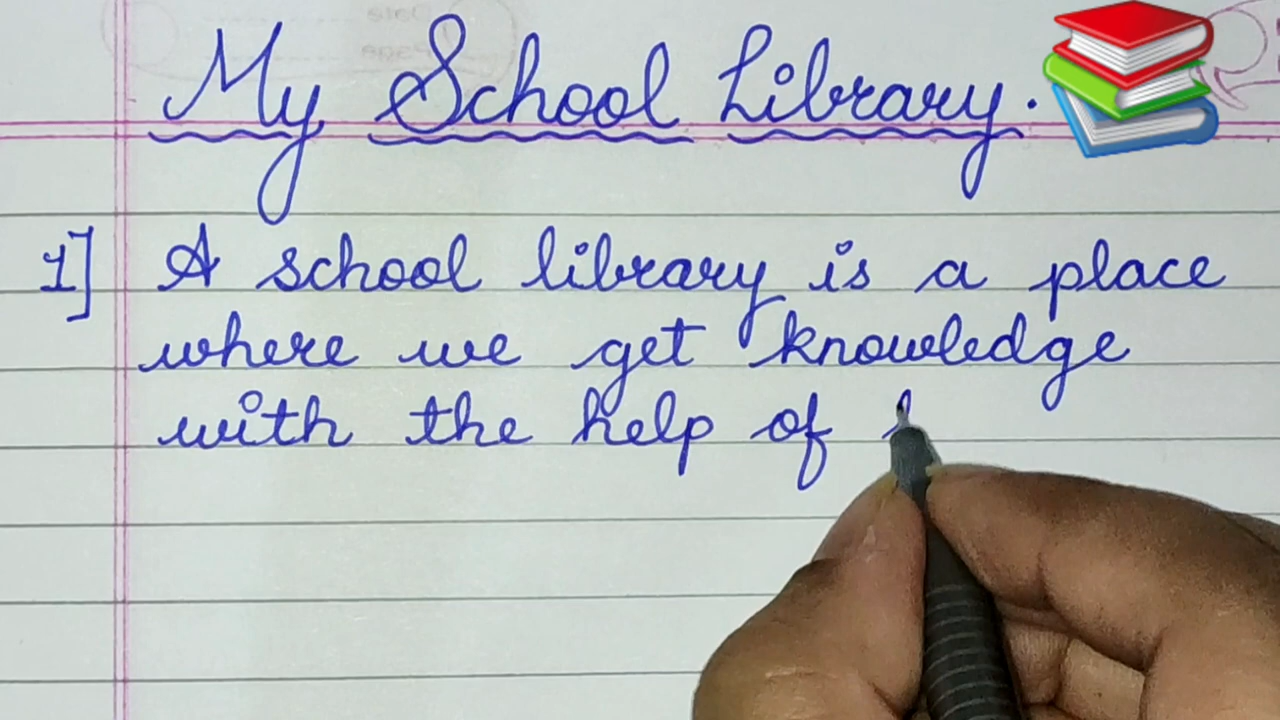 My School Library.
1] A school library is a place
where we get knowledge
with the help of